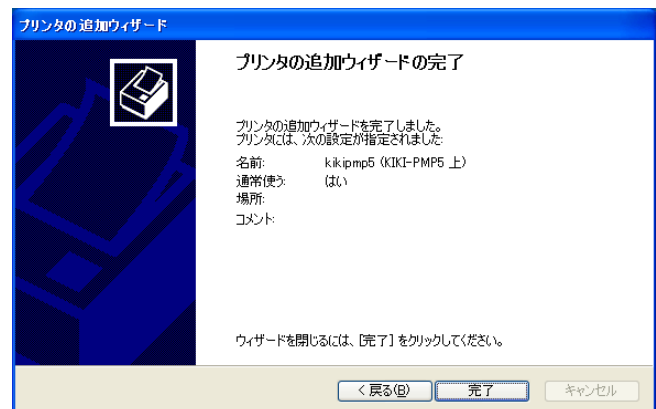 プリンタの追加ウィザード
プリンタの追加ウィザードの完了
プリンタの追加ウィザードを完了しました。
プリンタには、次の設定が指定されました:
名前: kikipmp5 (KIKI-PMP5 上)
通常使う: はい
場所:
コメント:
ウィザードを閉じるには、[完了] をクリックしてください。
< 戻る(B) 完了 キャンセル